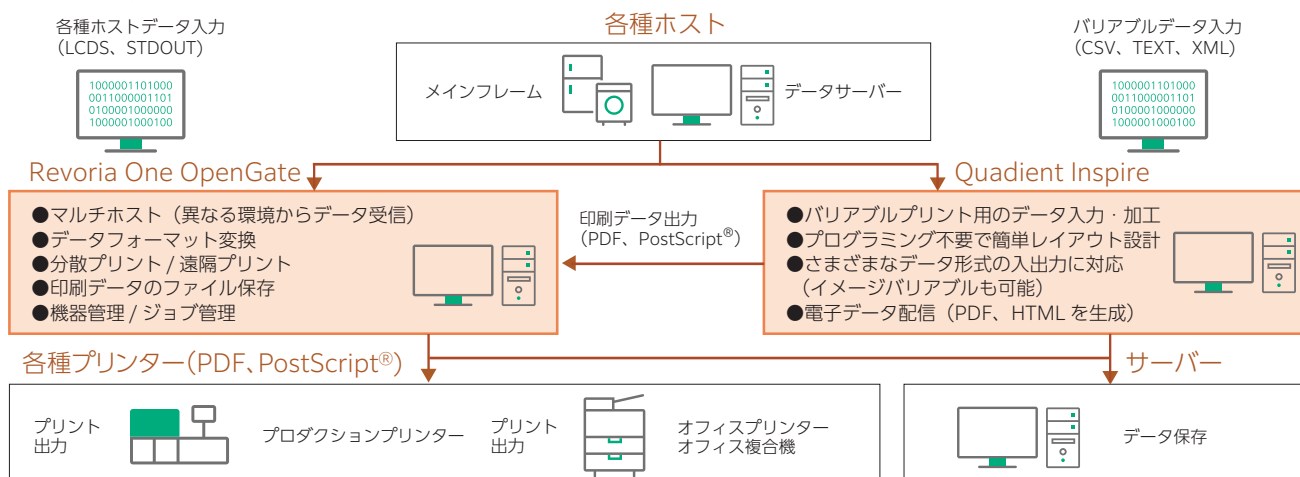 各種ホストデータ入力
（LCDS、STDOUT）
1000001101000
0011000001101
0100001000000
1000001000100
各種ホスト
メインフレーム
データサーバー
バリアブルデータ入力
（CSV、TEXT、XML）
1000001101000
0011000001101
0100001000000
1000001000100
Revoria One OpenGate
●マルチホスト（異なる環境からデータ受信）
●データフォーマット変換
●分散プリント / 遠隔プリント
●印刷データのファイル保存
●機器管理 / ジョブ管理
印刷データ出力
（PDF、PostScript®）
Quadient Inspire
●バリアブルプリント用のデータ入力・加工
●プログラミング不要で簡単レイアウト設計
●さまざまなデータ形式の入出力に対応
（イメージバリアブルも可能）
●電子データ配信（PDF、HTML を生成）
各種プリンター（PDF、PostScript®）
プリント
出力
プロダクションプリンター
プリント
出力
オフィスプリンター
オフィス複合機
サーバー
データ保存